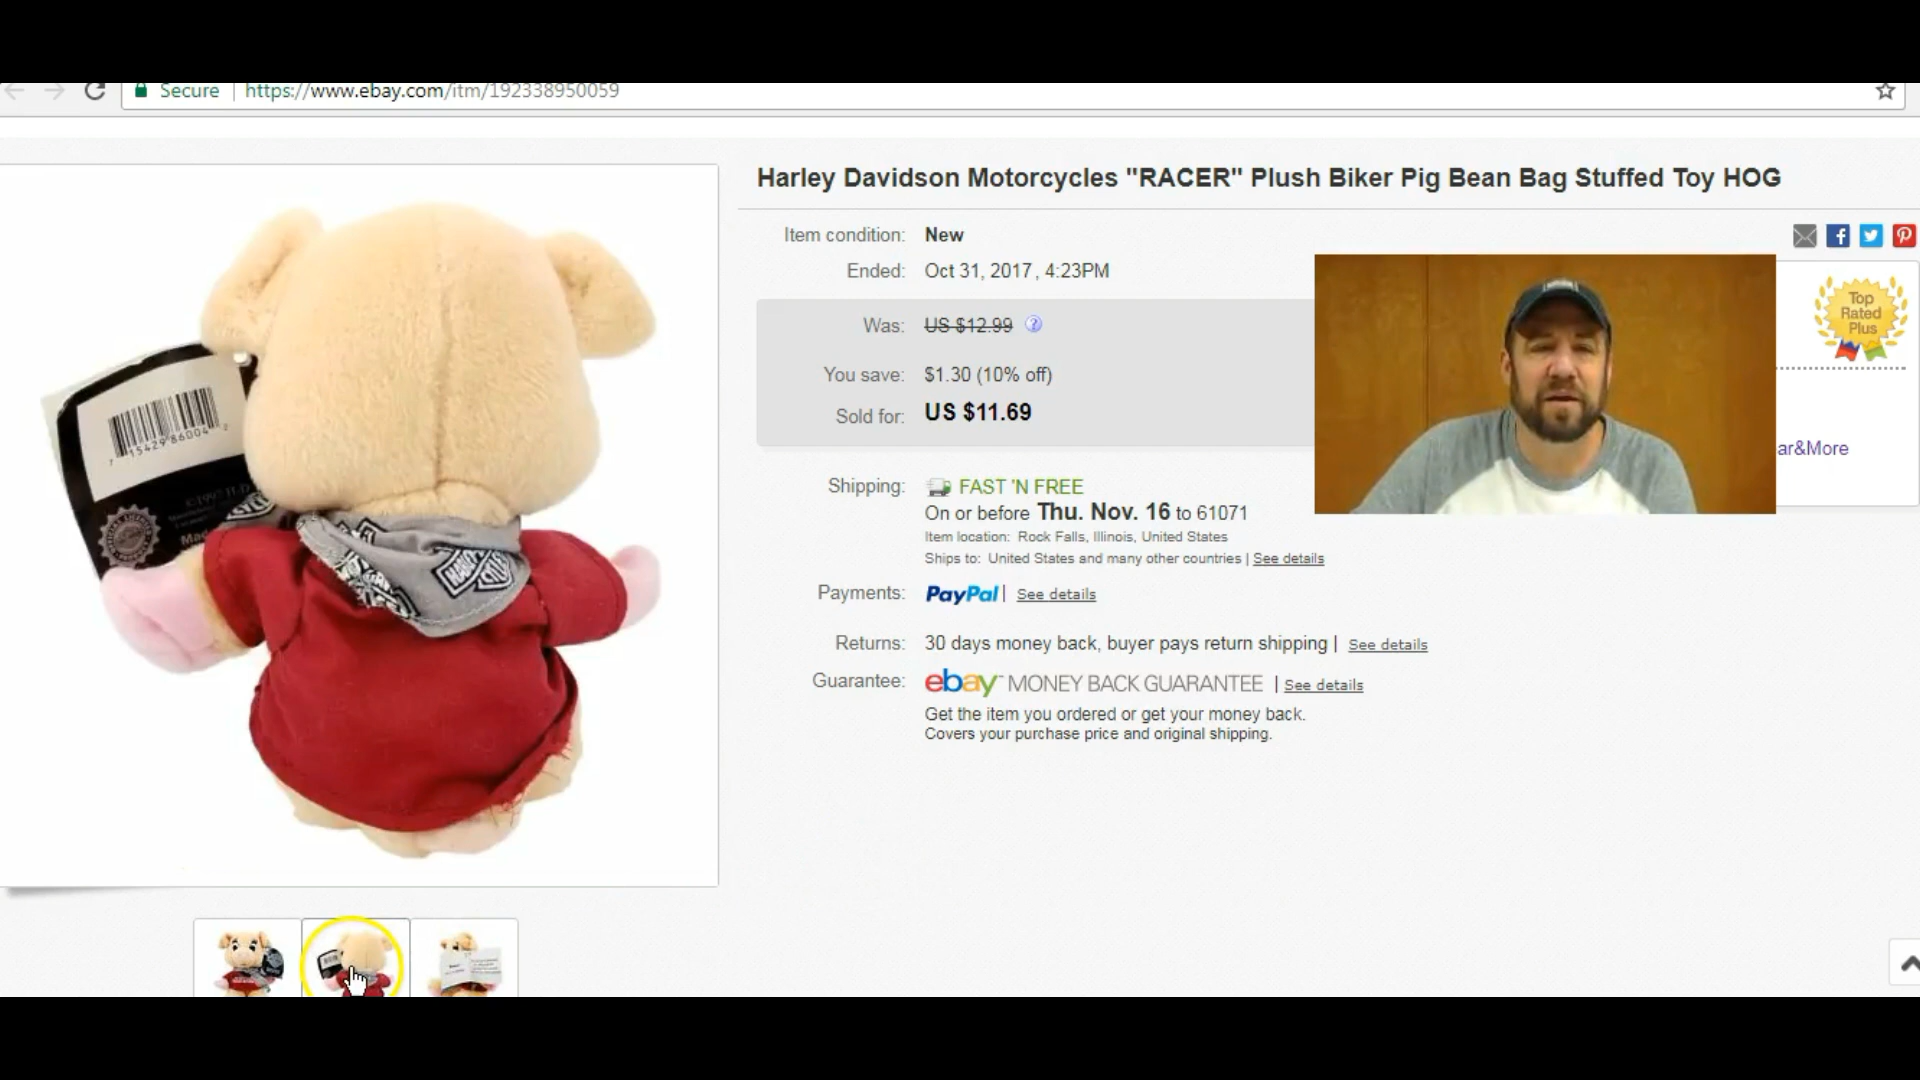 Secure
https://www.ebay.com/itm/192338950059
Harley Davidson Motorcycles "RACER" Plush Biker Pig Bean Bag Stuffed Toy HOG
Item condition: New
Ended: Oct 31, 2017 , 4:23PM
Was: US $12.99 ?
You save: $1.30 (10% off)
Sold for: US $11.69
Top
Rated
Plus
ar&More
Shipping: FAST 'N FREE
On or before Thu. Nov. 16 to 61071
Item location: Rock Falls, Illinois, United States
Ships to: United States and many other countries | See details
Payments: PayPal | See details
Returns: 30 days money back, buyer pays return shipping | See details
Guarantee: ebay MONEY BACK GUARANTEE | See details
Get the item you ordered or get your money back.
Covers your purchase price and original shipping.
7 15429 86004 2
HARLEY